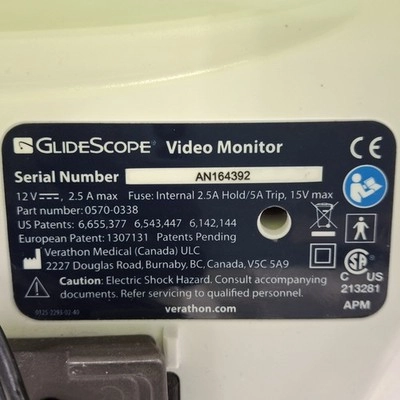 GLIDESCOPE® Video Monitor
Serial Number AN164392
12 V⎓, 2.5 A max Fuse: Internal 2.5A Hold/5A Trip, 15V max
Part number: 0570-0338
US Patents: 6,655,377 6,543,447 6,142,144
European Patent: 1307131 Patents Pending
Verathon Medical (Canada) ULC
2227 Douglas Road, Burnaby, BC, Canada, V5C 5A9
Caution: Electric Shock Hazard. Consult accompanying
documents. Refer servicing to qualified personnel.
verathon.com
CE
SA
C US
213281
APM